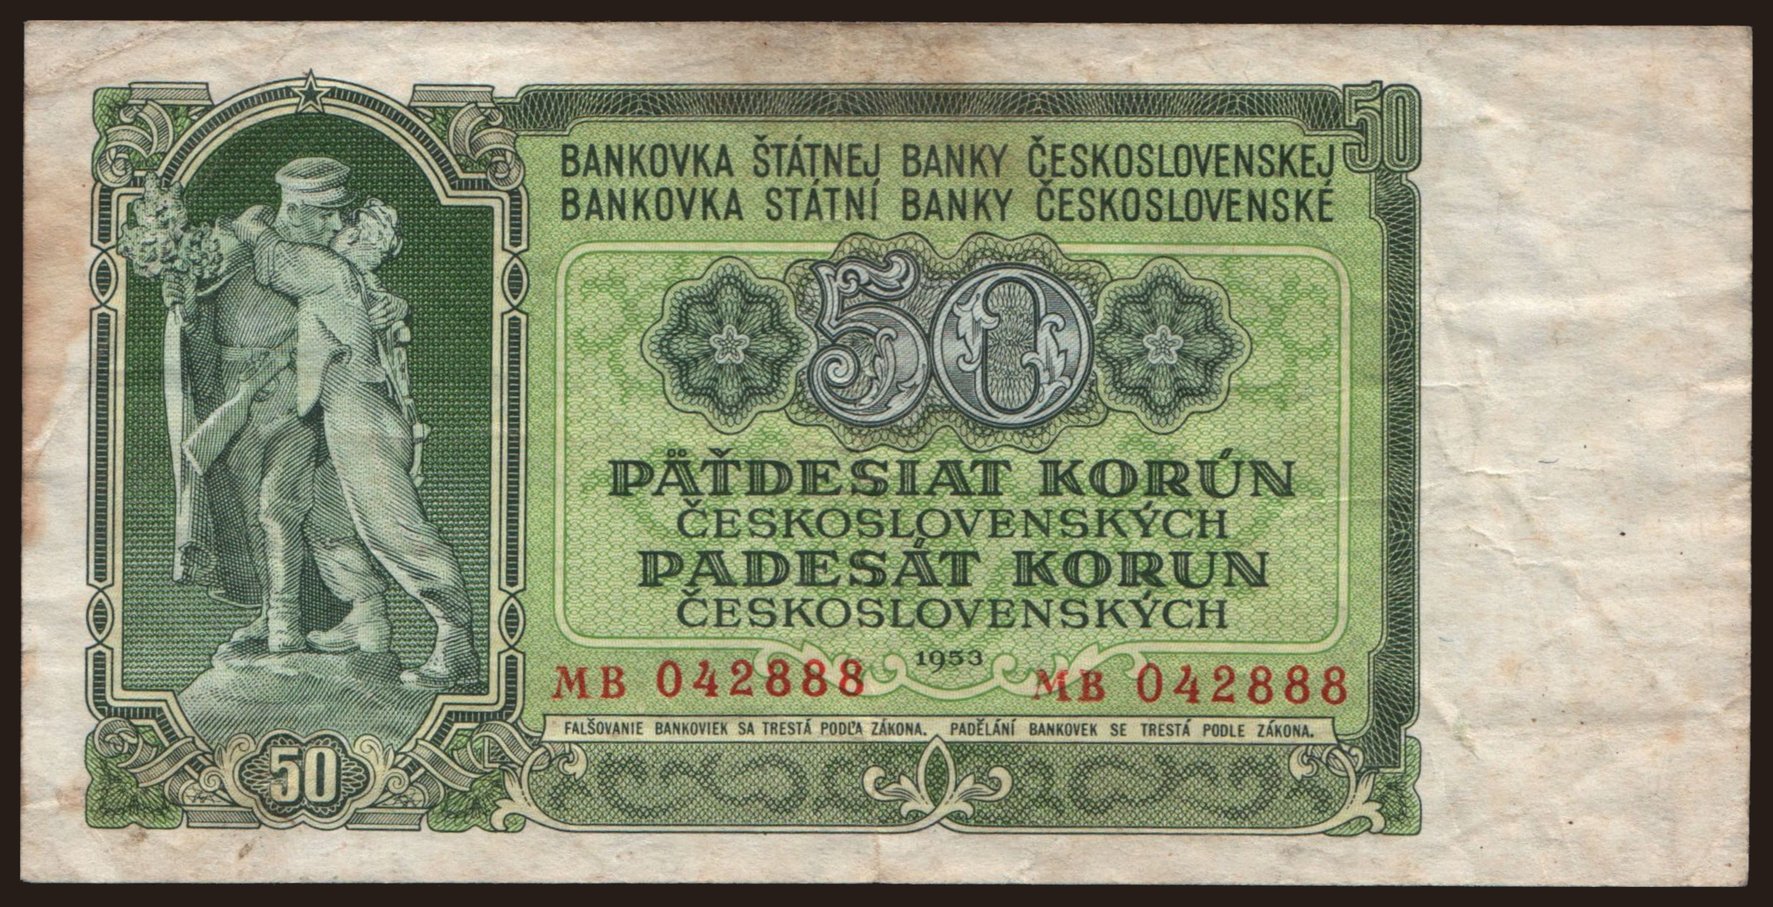 50
BANKOVKA ŠTÁTNEJ BANKY ČESKOSLOVENSKEJ
BANKOVKA STÁTNÍ BANKY ČESKOSLOVENSKÉ
50
PÄŤDESIAT KORÚN
ČESKOSLOVENSKÝCH
PADESÁT KORUN
ČESKOSLOVENSKÝCH
1953
MB 042888 MB 042888
FALŠOVANIE BANKOVIEK SA TRESTÁ PODĽA ZÁKONA. PADĚLÁNÍ BANKOVEK SE TRESTÁ PODLE ZÁKONA.
50